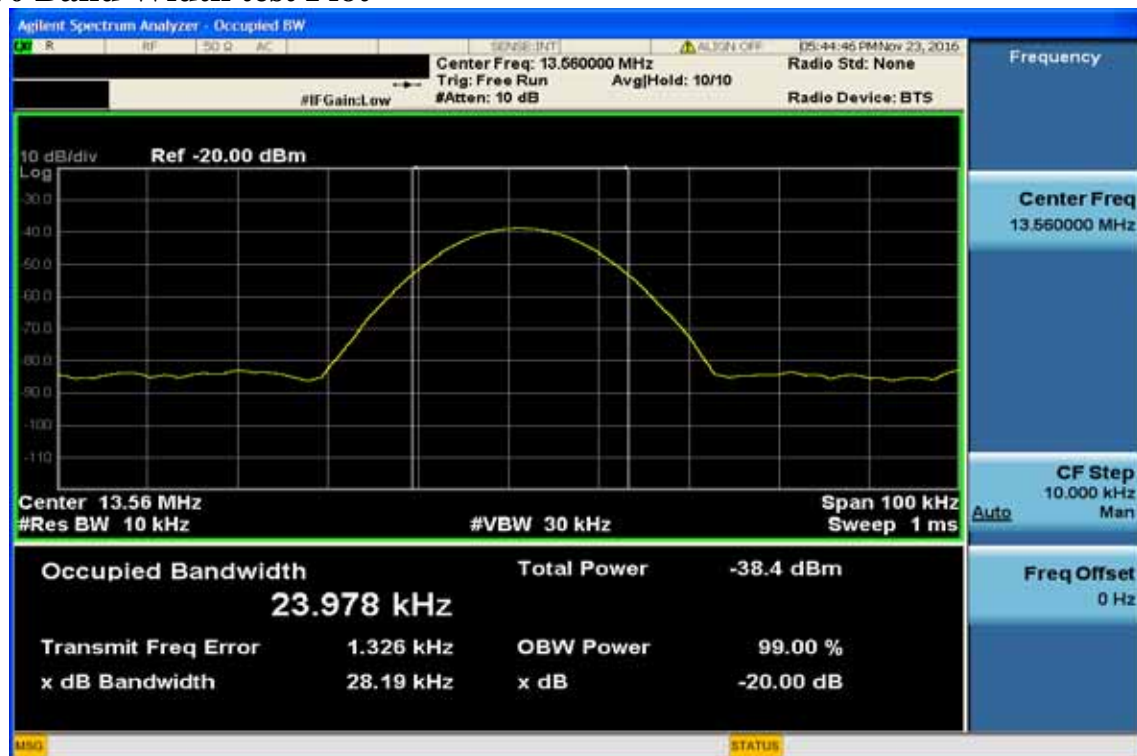 Band Width test Plot
Agilent Spectrum Analyzer - Occupied BW
R RF 50 Ω AC SENSE:INT ALIGN OFF 05:44:46 PM Nov 23, 2016
Center Freq: 13.560000 MHz Radio Std: None
Trig: Free Run Avg|Hold: 10/10
#IFGain:Low #Atten: 10 dB Radio Device: BTS
10 dB/div Ref -20.00 dBm
Log
-30.0
-40.0
-50.0
-60.0
-70.0
-80.0
-90.0
-100
-110
Center 13.56 MHz Span 100 kHz
#Res BW 10 kHz #VBW 30 kHz Sweep 1 ms
Occupied Bandwidth Total Power -38.4 dBm
23.978 kHz
Transmit Freq Error 1.326 kHz OBW Power 99.00 %
x dB Bandwidth 28.19 kHz x dB -20.00 dB
MSG STATUS
Frequency
Center Freq
13.560000 MHz
CF Step
10.000 kHz
Auto Man
Freq Offset
0 Hz